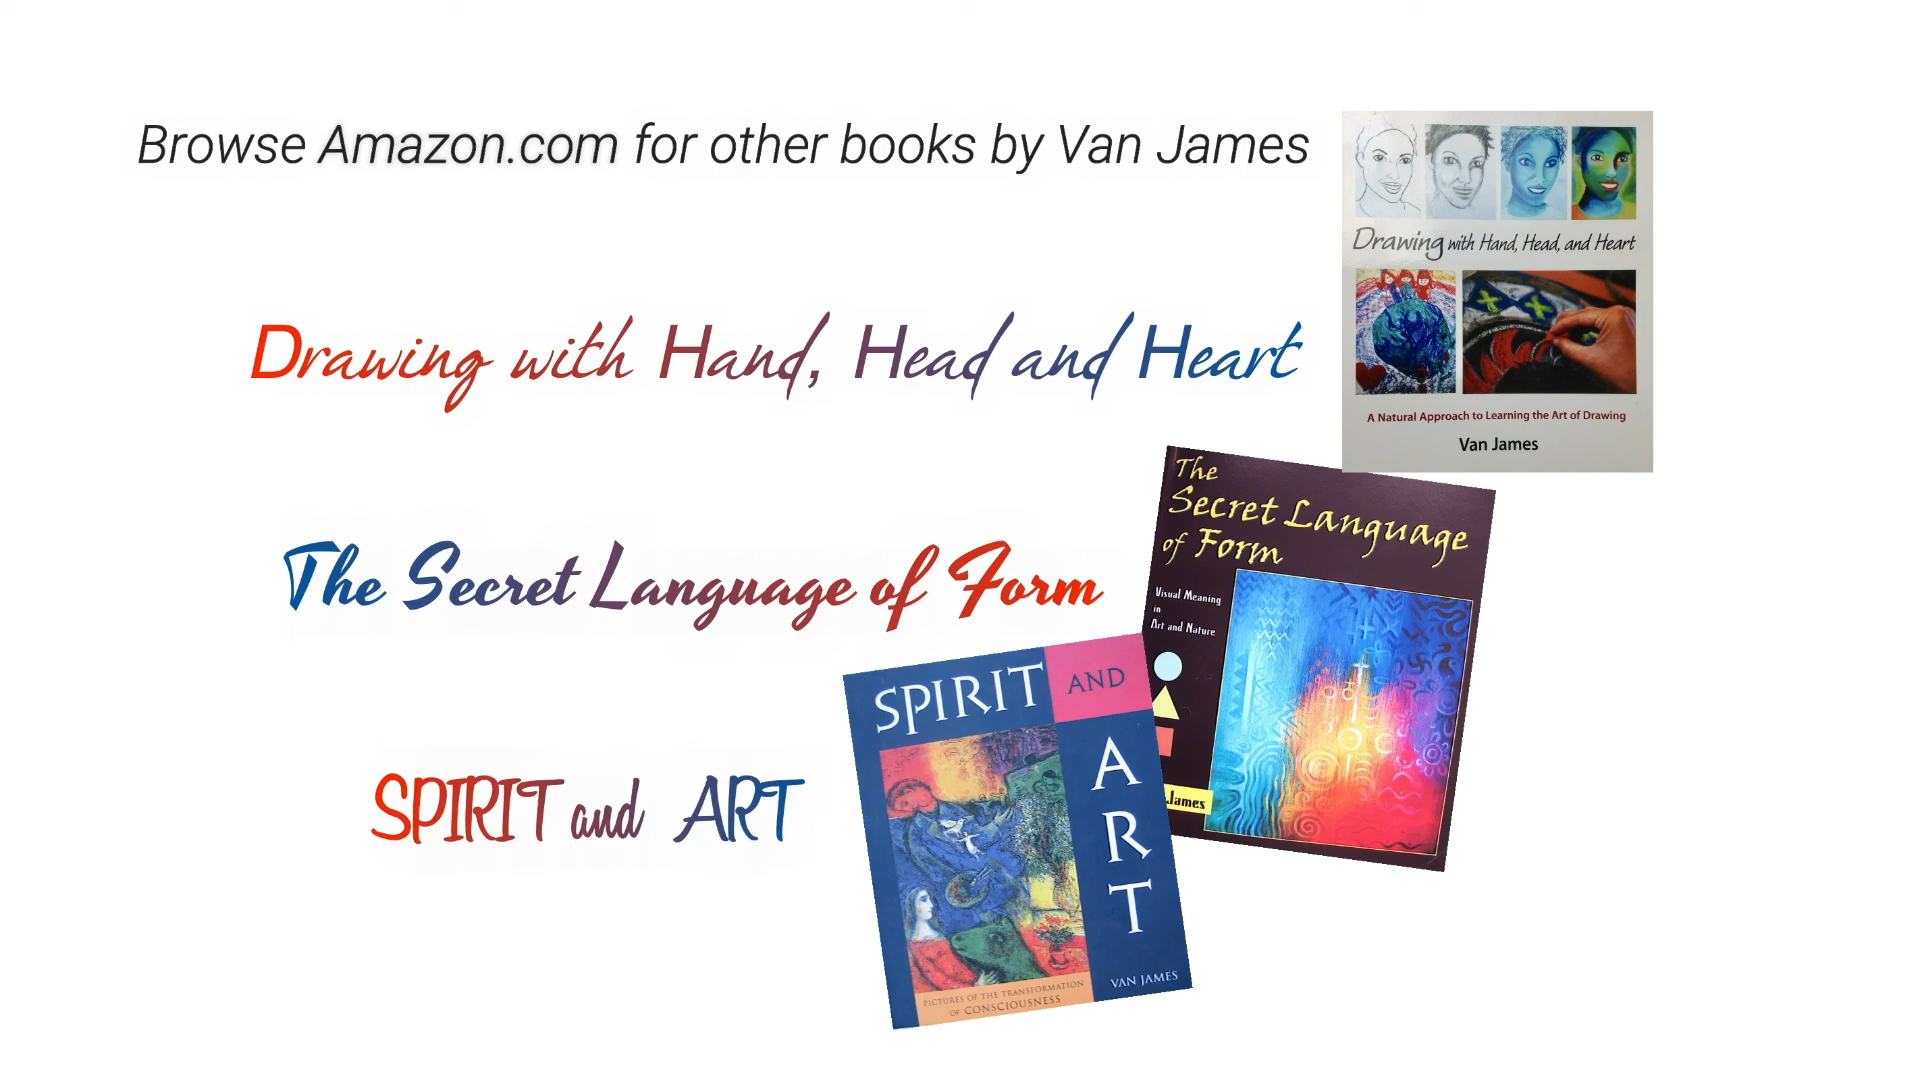 Browse Amazon.com for other books by Van James
Drawing with Hand, Head, and Heart
A Natural Approach to Learning the Art of Drawing
Van James
Drawing with Hand, Head and Heart
The
Secret Language
of Form
Visual Meaning
in
Art and Nature
James
The Secret Language of Form
SPIRIT AND
ART
PICTURES OF THE TRANSFORMATION
OF CONSCIOUSNESS
VAN JAMES
SPIRIT and ART